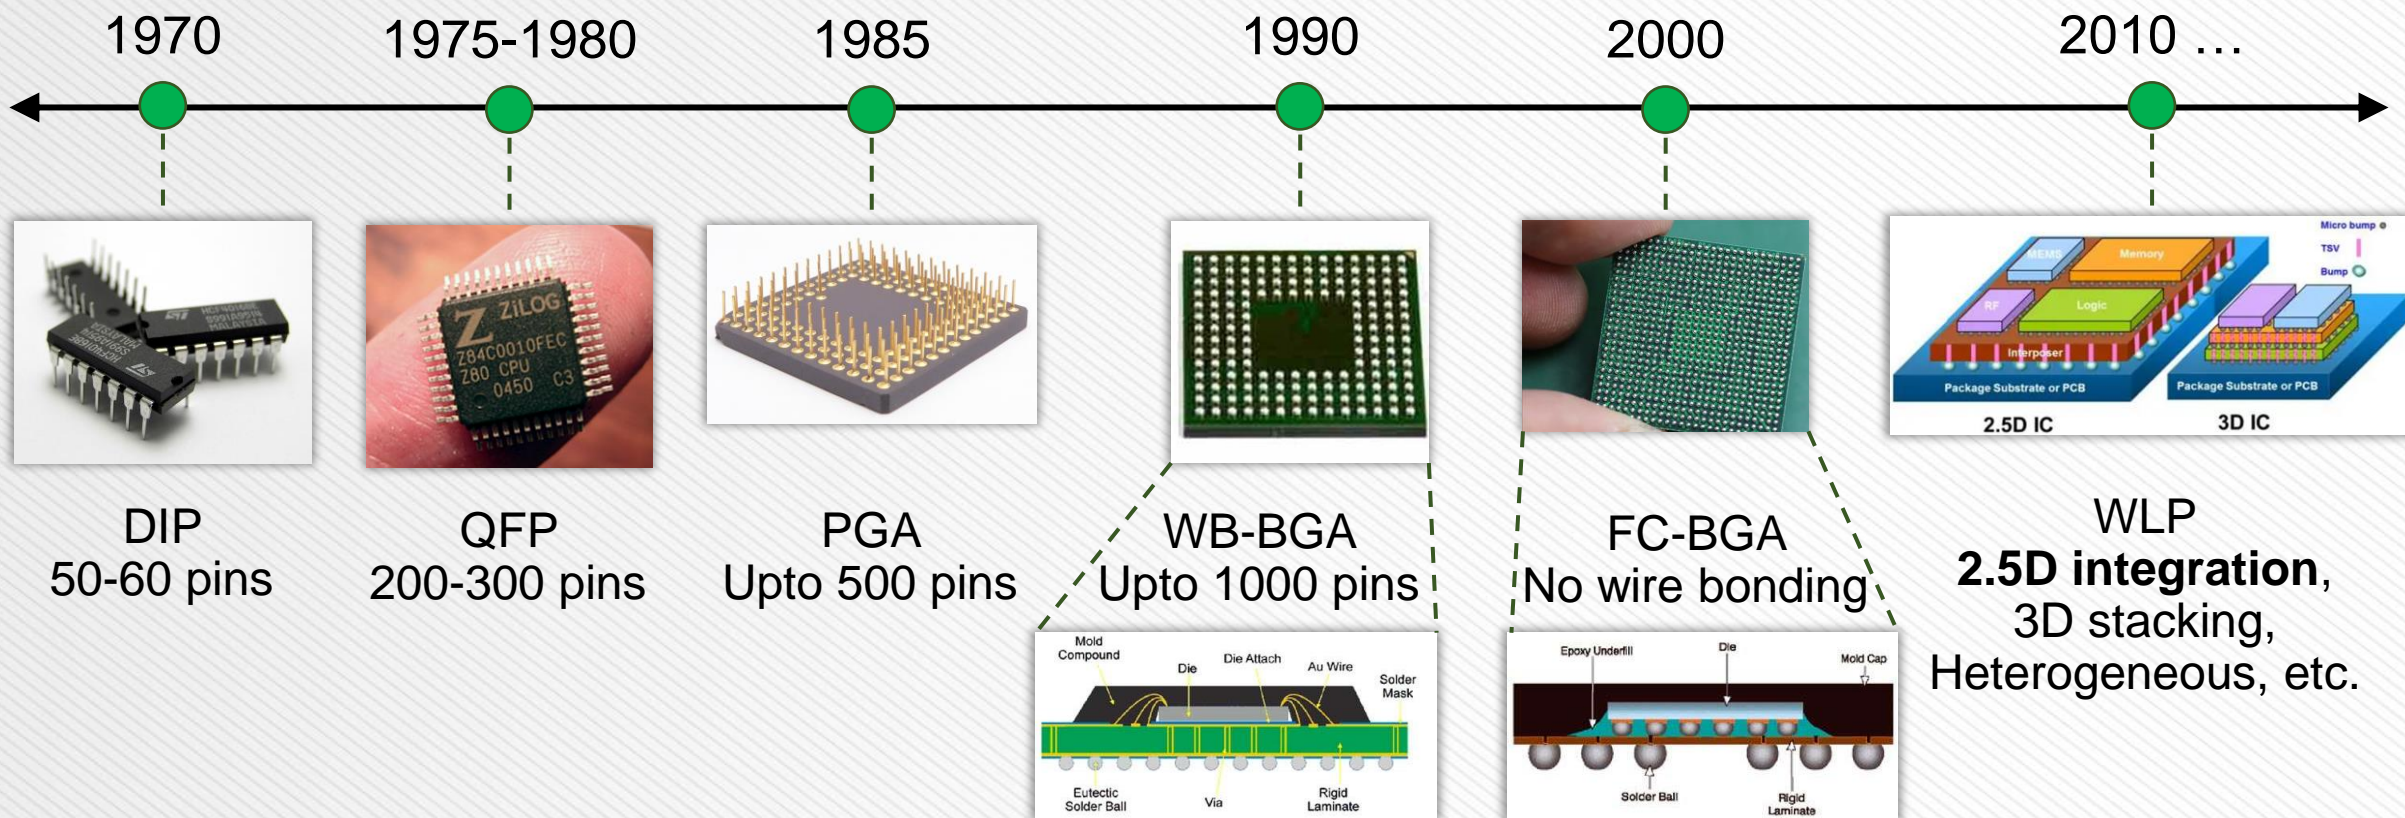 1970
1975-1980
1985
1990
2000
2010 …
ZiLOG
Z84C0010FEC
Z80 CPU
0450 C3
MEMS
Memory
RF
Logic
Interposer
Package Substrate or PCB
2.5D IC
Micro bump
TSV
Bump
Package Substrate or PCB
3D IC
DIP
50-60 pins
QFP
200-300 pins
PGA
Upto 500 pins
WB-BGA
Upto 1000 pins
FC-BGA
No wire bonding
WLP
2.5D integration,
3D stacking,
Heterogeneous, etc.
Mold
Compound
Die
Die Attach
Au Wire
Solder
Mask
Eutectic
Solder Ball
Via
Rigid
Laminate
Epoxy Underfill
Die
Mold Cap
Solder Ball
Rigid
Laminate